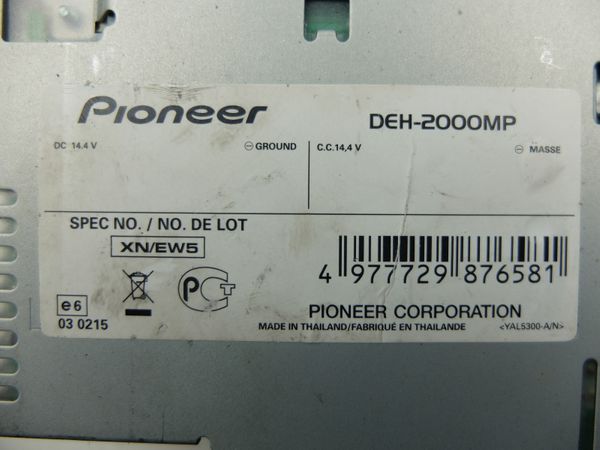 Pioneer DEH-2000MP
DC 14.4 V ⊖ GROUND C.C.14,4 V ⊖ MASSE
SPEC NO. / NO. DE LOT
XN/EW5
4 977729 876581
e6
03 0215
РСТ
PIONEER CORPORATION
MADE IN THAILAND/FABRIQUÉ EN THAILANDE <YAL5300-A/N>